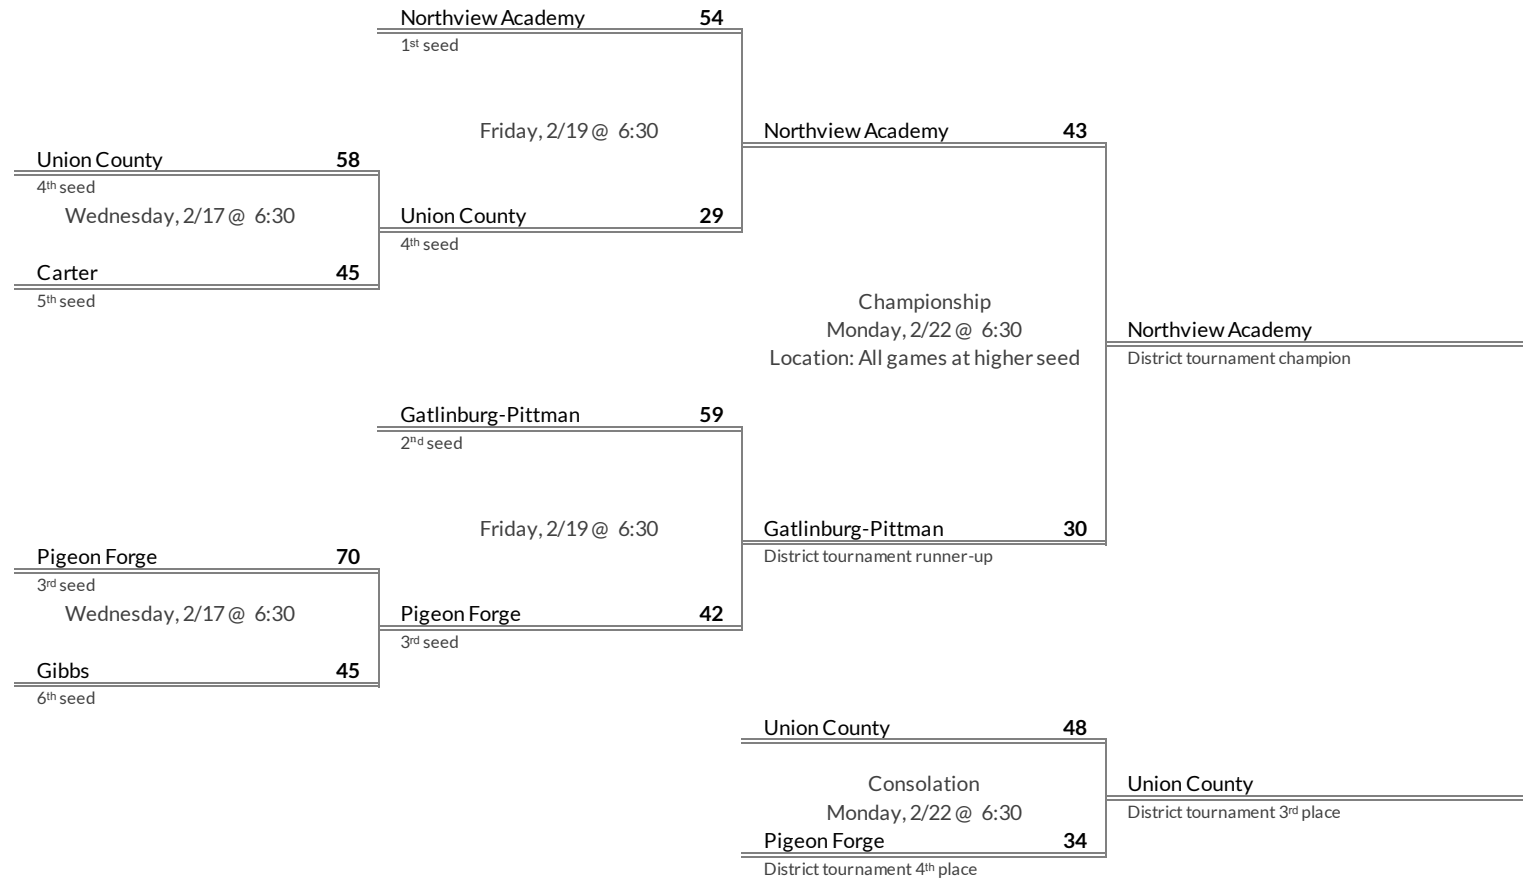 Northview Academy 54
1st seed
Friday, 2/19 @ 6:30
Northview Academy 43
Union County 58
4th seed
Wednesday, 2/17 @ 6:30
Union County 29
4th seed
Carter 45
5th seed
Championship
Monday, 2/22 @ 6:30
Location: All games at higher seed
Northview Academy
District tournament champion
Gatlinburg-Pittman 59
2nd seed
Friday, 2/19 @ 6:30
Gatlinburg-Pittman 30
District tournament runner-up
Pigeon Forge 70
3rd seed
Wednesday, 2/17 @ 6:30
Pigeon Forge 42
3rd seed
Gibbs 45
6th seed
Union County 48
Consolation
Monday, 2/22 @ 6:30
Union County
District tournament 3rd place
Pigeon Forge 34
District tournament 4th place